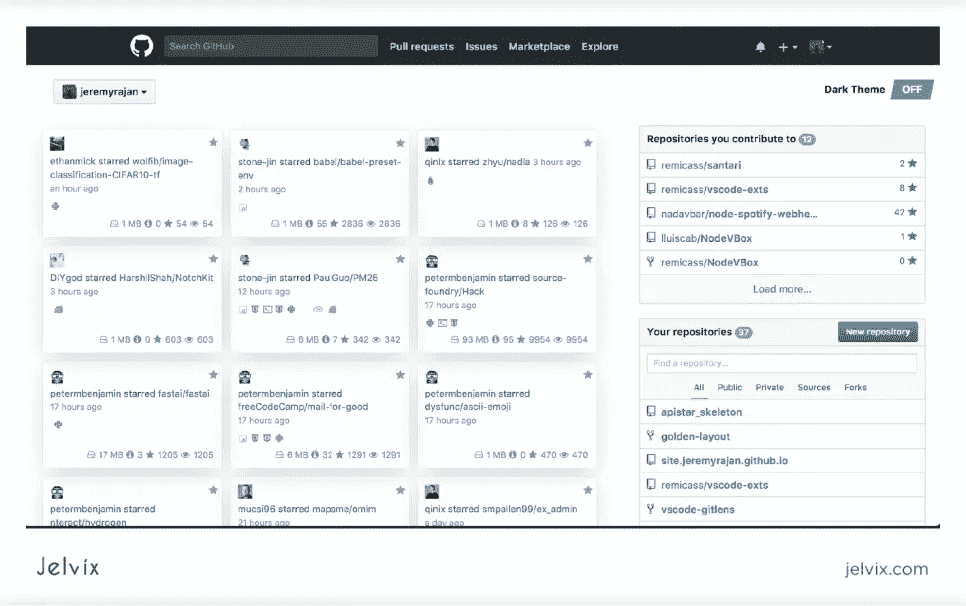 Search GitHub
Pull requests Issues Marketplace Explore
jeremyrajan
Dark Theme OFF
ethanmick starred wolfib/image-
classification-CIFAR10-tf
an hour ago
1 MB 0 54 54
stone-jin starred babel/babel-preset-
env
2 hours ago
1 MB 55 2836 2836
qinix starred zhyu/nadia 3 hours ago
1 MB 8 126 126
DIYgod starred HarshilShah/NotchKit
3 hours ago
1 MB 0 603 603
stone-jin starred PauGuo/PM25
12 hours ago
6 MB 7 342 342
petermbenjamin starred source-
foundry/Hack
17 hours ago
93 MB 95 9954 9954
petermbenjamin starred fastai/fastai
17 hours ago
17 MB 3 1205 1205
petermbenjamin starred
freeCodeCamp/mail-for-good
17 hours ago
6 MB 32 1291 1291
petermbenjamin starred
dysfunc/ascii-emoji
17 hours ago
1 MB 0 470 470
petermbenjamin starred
nteract/hydrogen
mucsi96 starred mapsme/omim
21 hours ago
qinix starred smpallen99/ex_admin
a day ago
Repositories you contribute to 12
remicass/santari 2
remicass/vscode-exts 8
nadavbar/node-spotify-webhe... 42
lluiscab/NodeVBox 1
remicass/NodeVBox 0
Load more...
Your repositories 37 New repository
Find a repository...
All Public Private Sources Forks
apistar_skeleton
golden-layout
site.jeremyrajan.github.io
remicass/vscode-exts
vscode-gitlens
Jelvix
jelvix.com